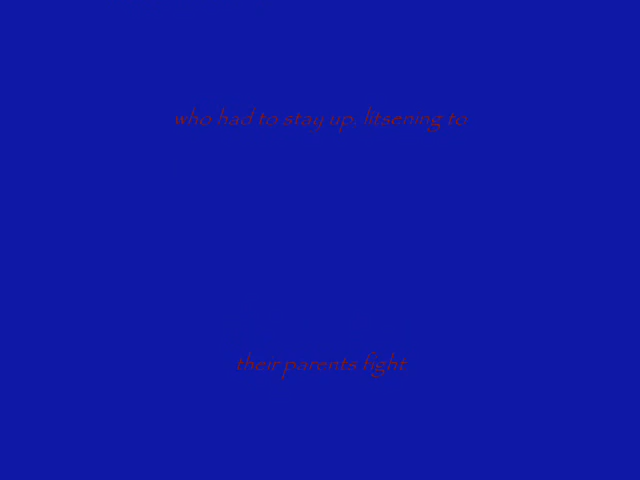 who had to stay up, litsening to
their parents fight